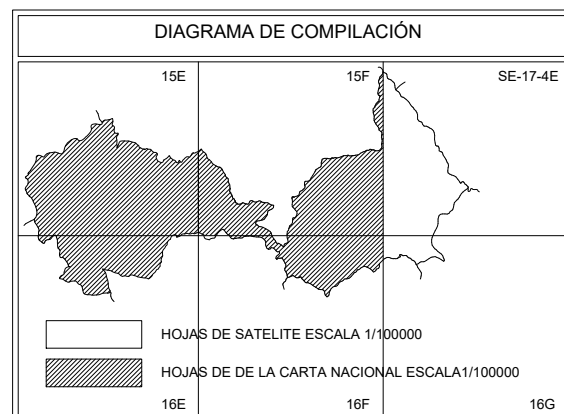 DIAGRAMA DE COMPILACIÓN
15E
15F
SE-17-4E
HOJAS DE SATELITE ESCALA 1/100000
HOJAS DE DE LA CARTA NACIONAL ESCALA1/100000
16E
16F
16G